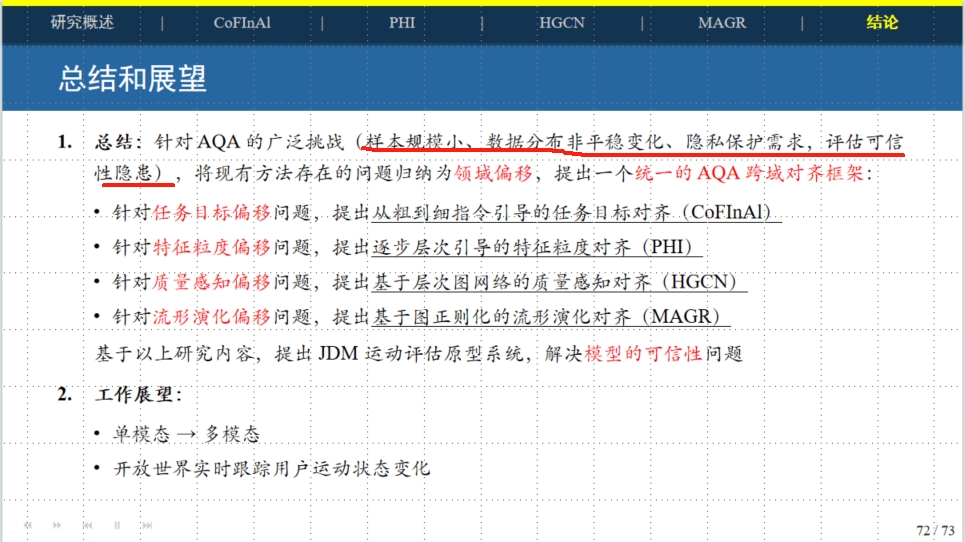 研究概述 | CoFInAl | PHI | HGCN | MAGR | 结论
总结和展望
1. 总结：针对 AQA 的广泛挑战（样本规模小、数据分布非平稳变化、隐私保护需求，评估可信
性隐患），将现有方法存在的问题归纳为领域偏移，提出一个统一的 AQA 跨域对齐框架：
• 针对任务目标偏移问题，提出从粗到细指令引导的任务目标对齐（CoFInAl）
• 针对特征粒度偏移问题，提出逐步层次引导的特征粒度对齐（PHI）
• 针对质量感知偏移问题，提出基于层次图网络的质量感知对齐（HGCN）
• 针对流形演化偏移问题，提出基于图正则化的流形演化对齐（MAGR）
基于以上研究内容，提出 JDM 运动评估原型系统，解决模型的可信性问题
2. 工作展望：
• 单模态 → 多模态
• 开放世界实时跟踪用户运动状态变化
72 / 73